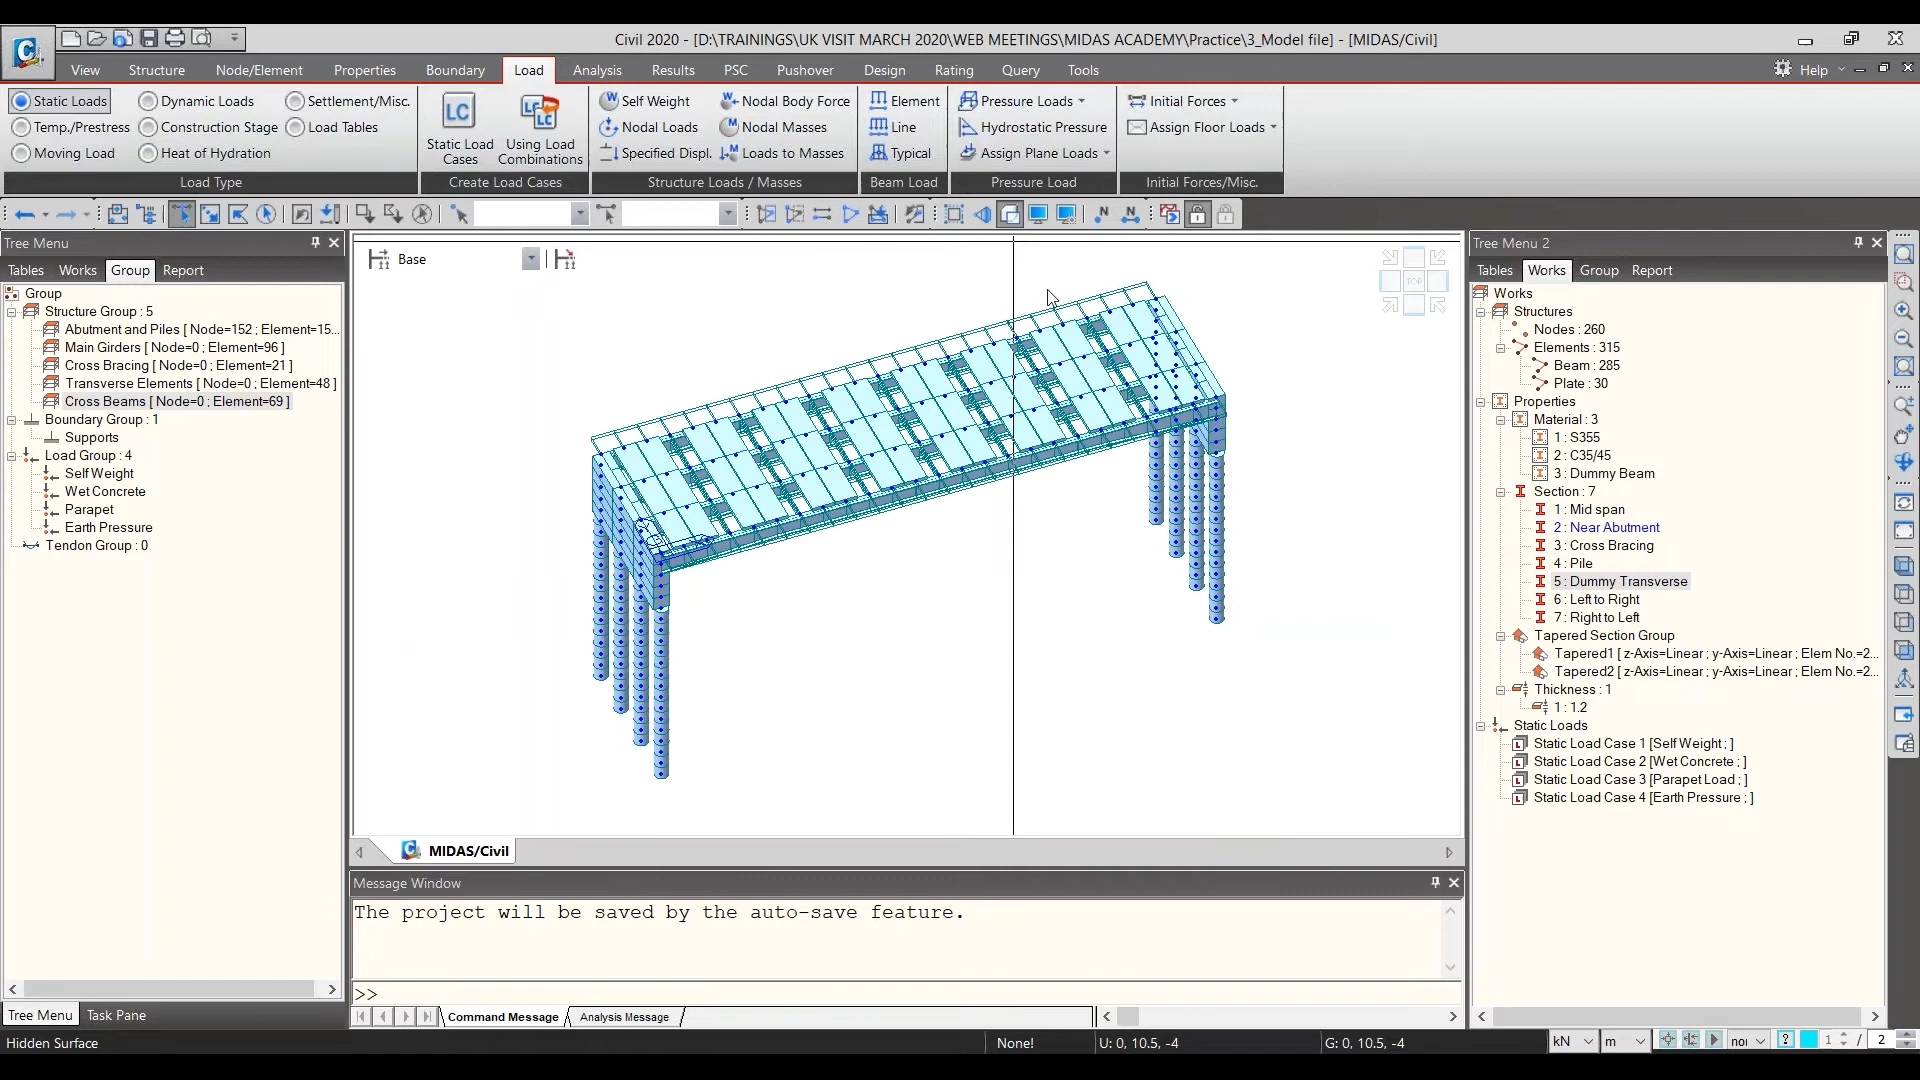 Civil 2020 - [D:\TRAININGS\UK VISIT MARCH 2020\WEB MEETINGS\MIDAS ACADEMY\Practice\3_Model file] - [MIDAS/Civil]
View Structure Node/Element Properties Boundary Load Analysis Results PSC Pushover Design Rating Query Tools Help
Static Loads Dynamic Loads Settlement/Misc.
Temp./Prestress Construction Stage Load Tables
Moving Load Heat of Hydration
Load Type
LC
Static Load Cases
LC
Using Load Combinations
Create Load Cases
Self Weight Nodal Body Force
Nodal Loads Nodal Masses
Specified Displ. Loads to Masses
Structure Loads / Masses
Element
Line
Typical
Beam Load
Pressure Loads
Hydrostatic Pressure
Assign Plane Loads
Pressure Load
Initial Forces
Assign Floor Loads
Initial Forces/Misc.
Tree Menu
Tables Works Group Report
Group
Structure Group : 5
Abutment and Piles [ Node=152 ; Element=15...
Main Girders [ Node=0 ; Element=96 ]
Cross Bracing [ Node=0 ; Element=21 ]
Transverse Elements [ Node=0 ; Element=48 ]
Cross Beams [ Node=0 ; Element=69 ]
Boundary Group : 1
Supports
Load Group : 4
Self Weight
Wet Concrete
Parapet
Earth Pressure
Tendon Group : 0
Tree Menu Task Pane
Base
TOP
MIDAS/Civil
Message Window
The project will be saved by the auto-save feature.
>>
Command Message Analysis Message
Tree Menu 2
Tables Works Group Report
Works
Structures
Nodes : 260
Elements : 315
Beam : 285
Plate : 30
Properties
Material : 3
1 : S355
2 : C35/45
3 : Dummy Beam
Section : 7
1 : Mid span
2 : Near Abutment
3 : Cross Bracing
4 : Pile
5 : Dummy Transverse
6 : Left to Right
7 : Right to Left
Tapered Section Group
Tapered1 [ z-Axis=Linear ; y-Axis=Linear ; Elem No.=2...
Tapered2 [ z-Axis=Linear ; y-Axis=Linear ; Elem No.=2...
Thickness : 1
1 : 1.2
Static Loads
Static Load Case 1 [Self Weight ; ]
Static Load Case 2 [Wet Concrete ; ]
Static Load Case 3 [Parapet Load ; ]
Static Load Case 4 [Earth Pressure ; ]
Hidden Surface None! U: 0, 10.5, -4 G: 0, 10.5, -4 kN m noi ? 1 / 2